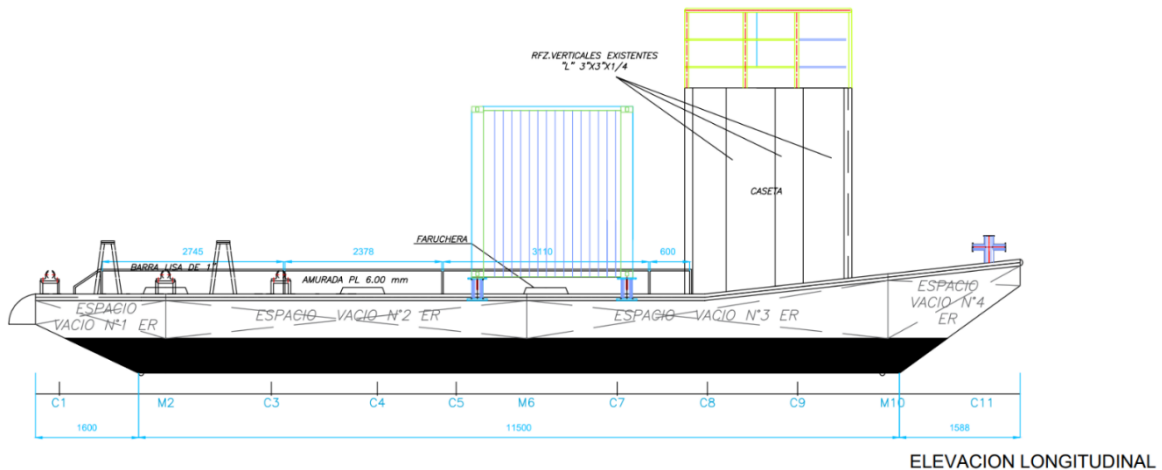 RFZ.VERTICALES EXISTENTES
"L" 3"X3"X1/4
CASETA
FARUCHERA
2745
2378
3110
600
BARRA LISA DE 1"
AMURADA PL 6.00 mm
ESPACIO
VACIO N°1 ER
ESPACIO VACIO N°2 ER
ESPACIO VACIO N°3 ER
ESPACIO
VACIO N°4
ER
C1
M2
C3
C4
C5
M6
C7
C8
C9
M10
C11
1600
11500
1588
ELEVACION LONGITUDINAL